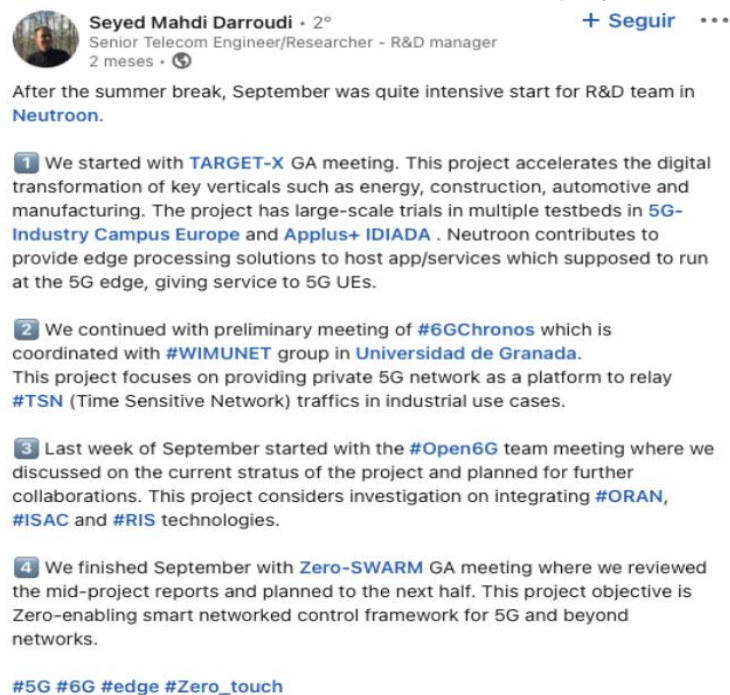 Seyed Mahdi Darroudi • 2°
+ Seguir
Senior Telecom Engineer/Researcher - R&D manager
2 meses •
After the summer break, September was quite intensive start for R&D team in
Neutroon.
1 We started with TARGET-X GA meeting. This project accelerates the digital
transformation of key verticals such as energy, construction, automotive and
manufacturing. The project has large-scale trials in multiple testbeds in 5G-
Industry Campus Europe and Applus+ IDIADA . Neutroon contributes to
provide edge processing solutions to host app/services which supposed to run
at the 5G edge, giving service to 5G UEs.
2 We continued with preliminary meeting of #6GChronos which is
coordinated with #WIMUNET group in Universidad de Granada.
This project focuses on providing private 5G network as a platform to relay
#TSN (Time Sensitive Network) traffics in industrial use cases.
3 Last week of September started with the #Open6G team meeting where we
discussed on the current stratus of the project and planned for further
collaborations. This project considers investigation on integrating #ORAN,
#ISAC and #RIS technologies.
4 We finished September with Zero-SWARM GA meeting where we reviewed
the mid-project reports and planned to the next half. This project objective is
Zero-enabling smart networked control framework for 5G and beyond
networks.
#5G #6G #edge #Zero_touch